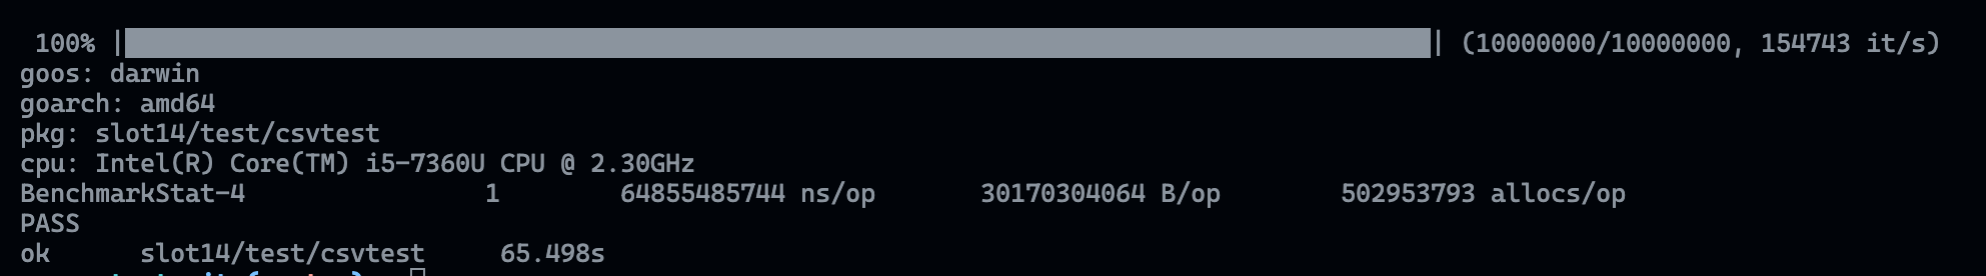 100% |█| (10000000/10000000, 154743 it/s)
goos: darwin
goarch: amd64
pkg: slot14/test/csvtest
cpu: Intel(R) Core(TM) i5-7360U CPU @ 2.30GHz
BenchmarkStat-4 1 64855485744 ns/op 30170304064 B/op 502953793 allocs/op
PASS
ok slot14/test/csvtest 65.498s